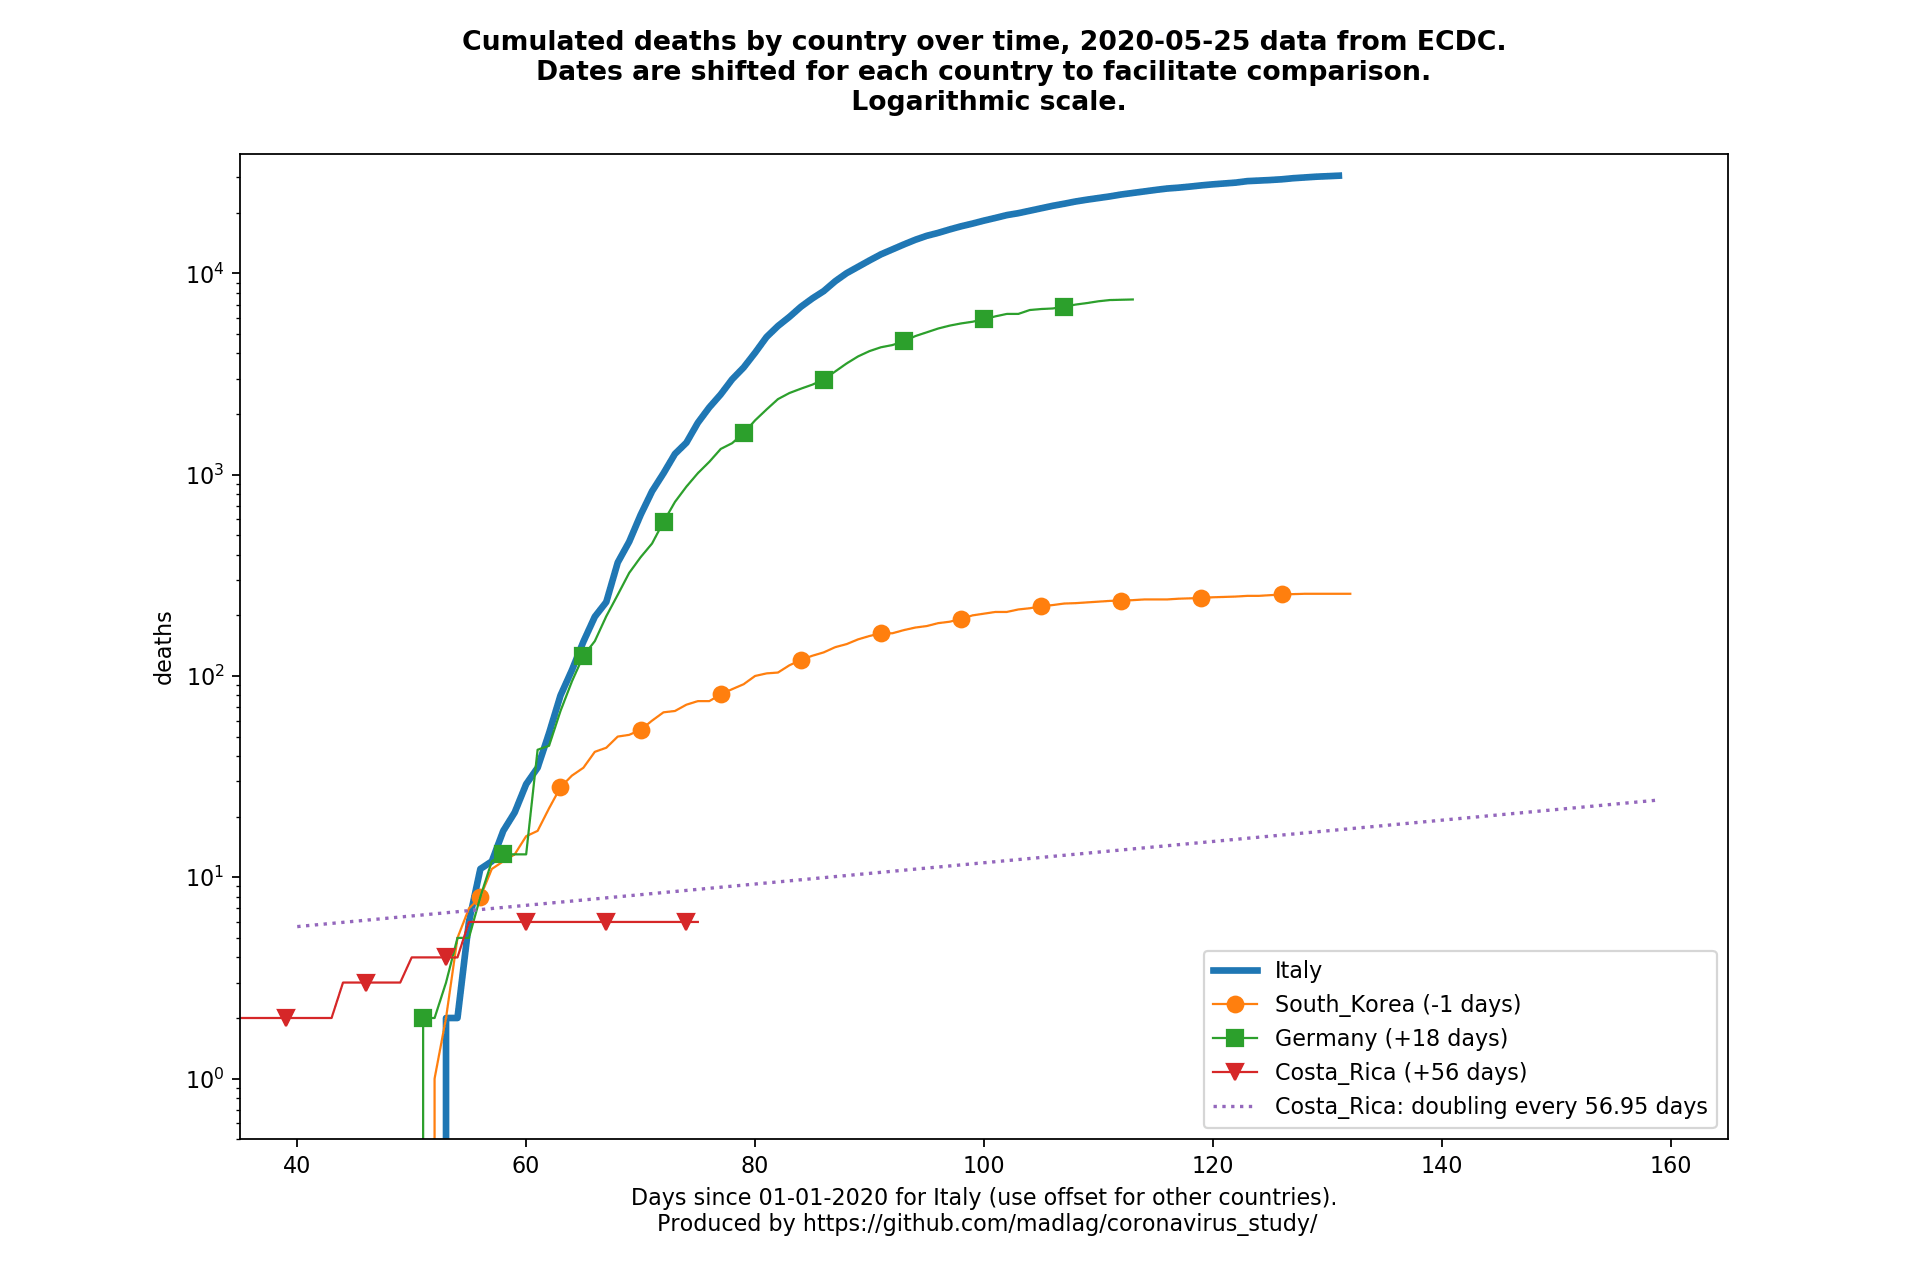 Cumulated deaths by country over time, 2020-05-25 data from ECDC.
Dates are shifted for each country to facilitate comparison.
Logarithmic scale.
deaths
10⁴
10³
10²
10¹
10⁰
40 60 80 100 120 140 160
Italy
South_Korea (-1 days)
Germany (+18 days)
Costa_Rica (+56 days)
Costa_Rica: doubling every 56.95 days
Days since 01-01-2020 for Italy (use offset for other countries).
Produced by https://github.com/madlag/coronavirus_study/